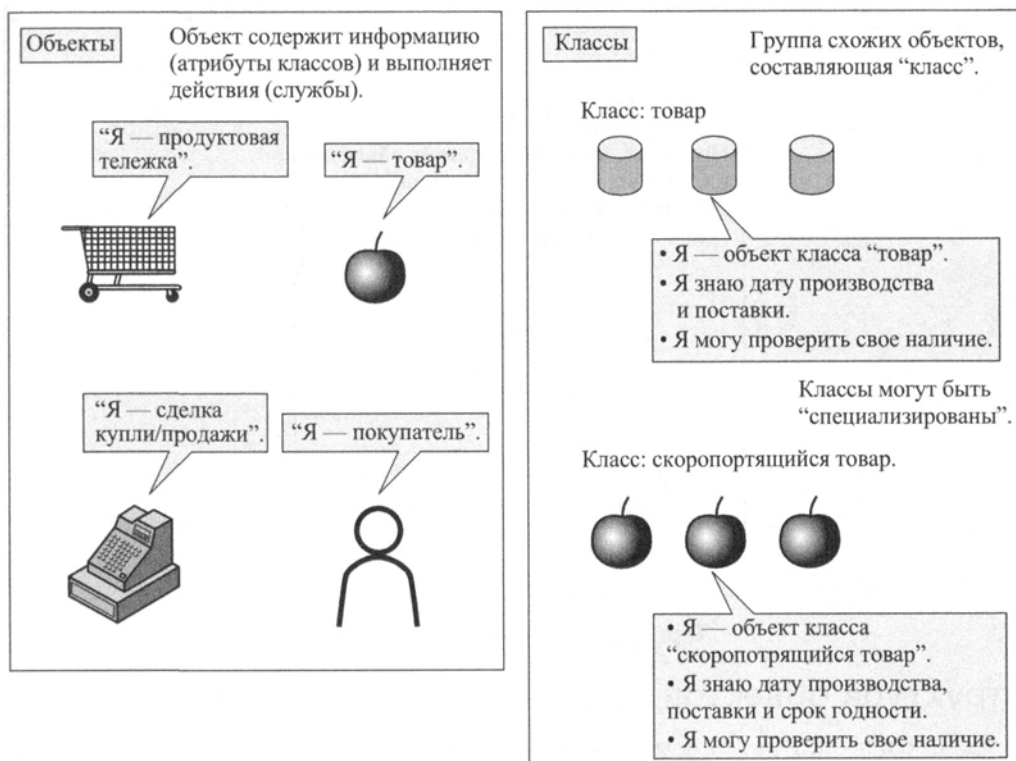 Объекты
Объект содержит информацию
(атрибуты классов) и выполняет
действия (службы).
“Я — продуктовая
тележка”.
“Я — товар”.
“Я — сделка
купли/продажи”.
“Я — покупатель”.
Классы
Группа схожих объектов,
составляющая “класс”.
Класс: товар
• Я — объект класса “товар”.
• Я знаю дату производства
и поставки.
• Я могу проверить свое наличие.
Классы могут быть
“специализированы”.
Класс: скоропортящийся товар.
• Я — объект класса
“скоропотрящийся товар”.
• Я знаю дату производства,
поставки и срок годности.
• Я могу проверить свое наличие.